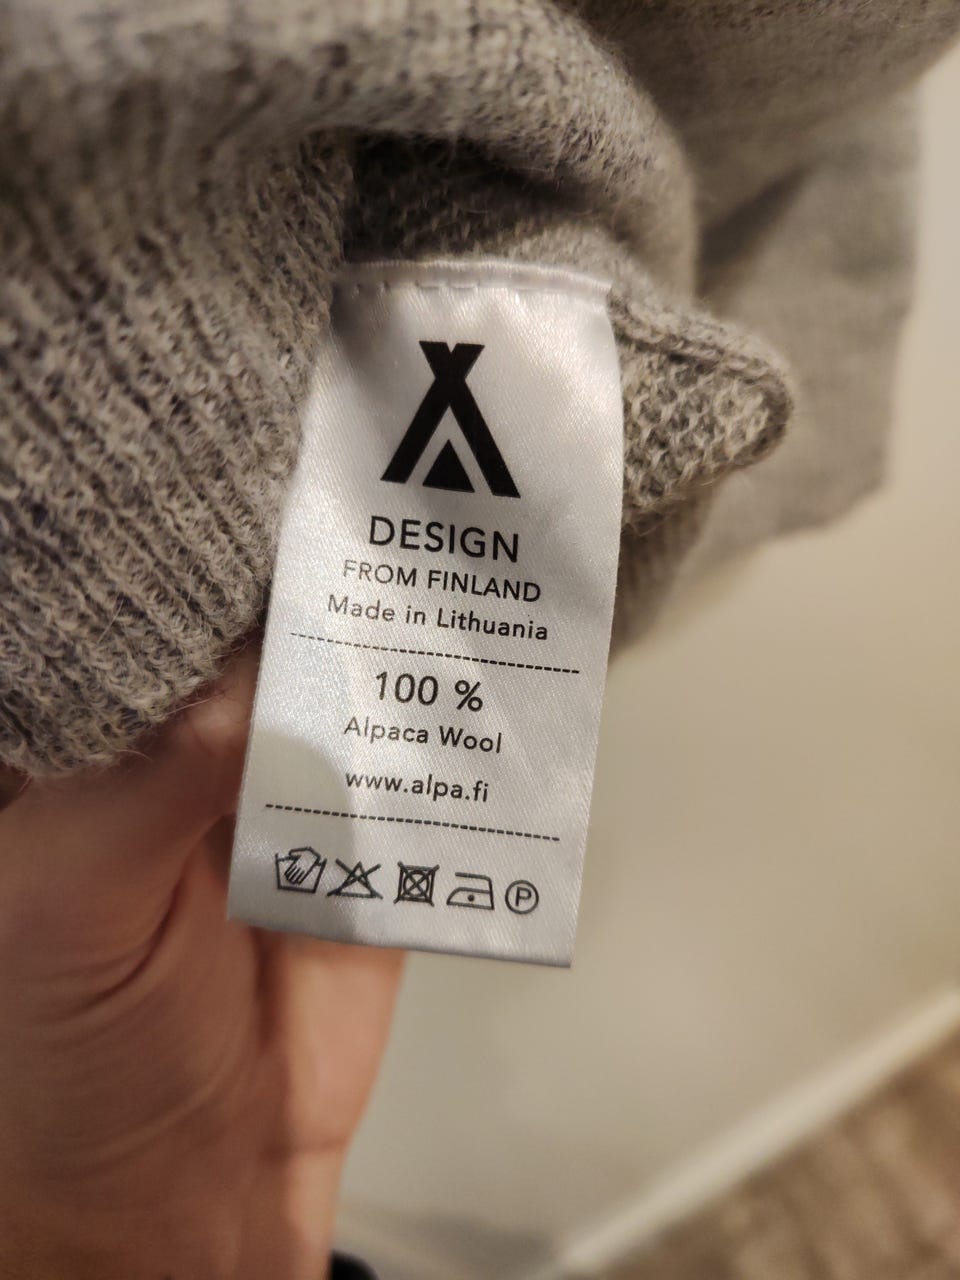 DESIGN
FROM FINLAND
Made in Lithuania
100 %
Alpaca Wool
www.alpa.fi
P